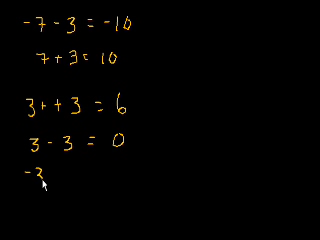 -7 - 3 = -10
7 + 3 = 10
3 + + 3 = 6
3 - 3 = 0
-3